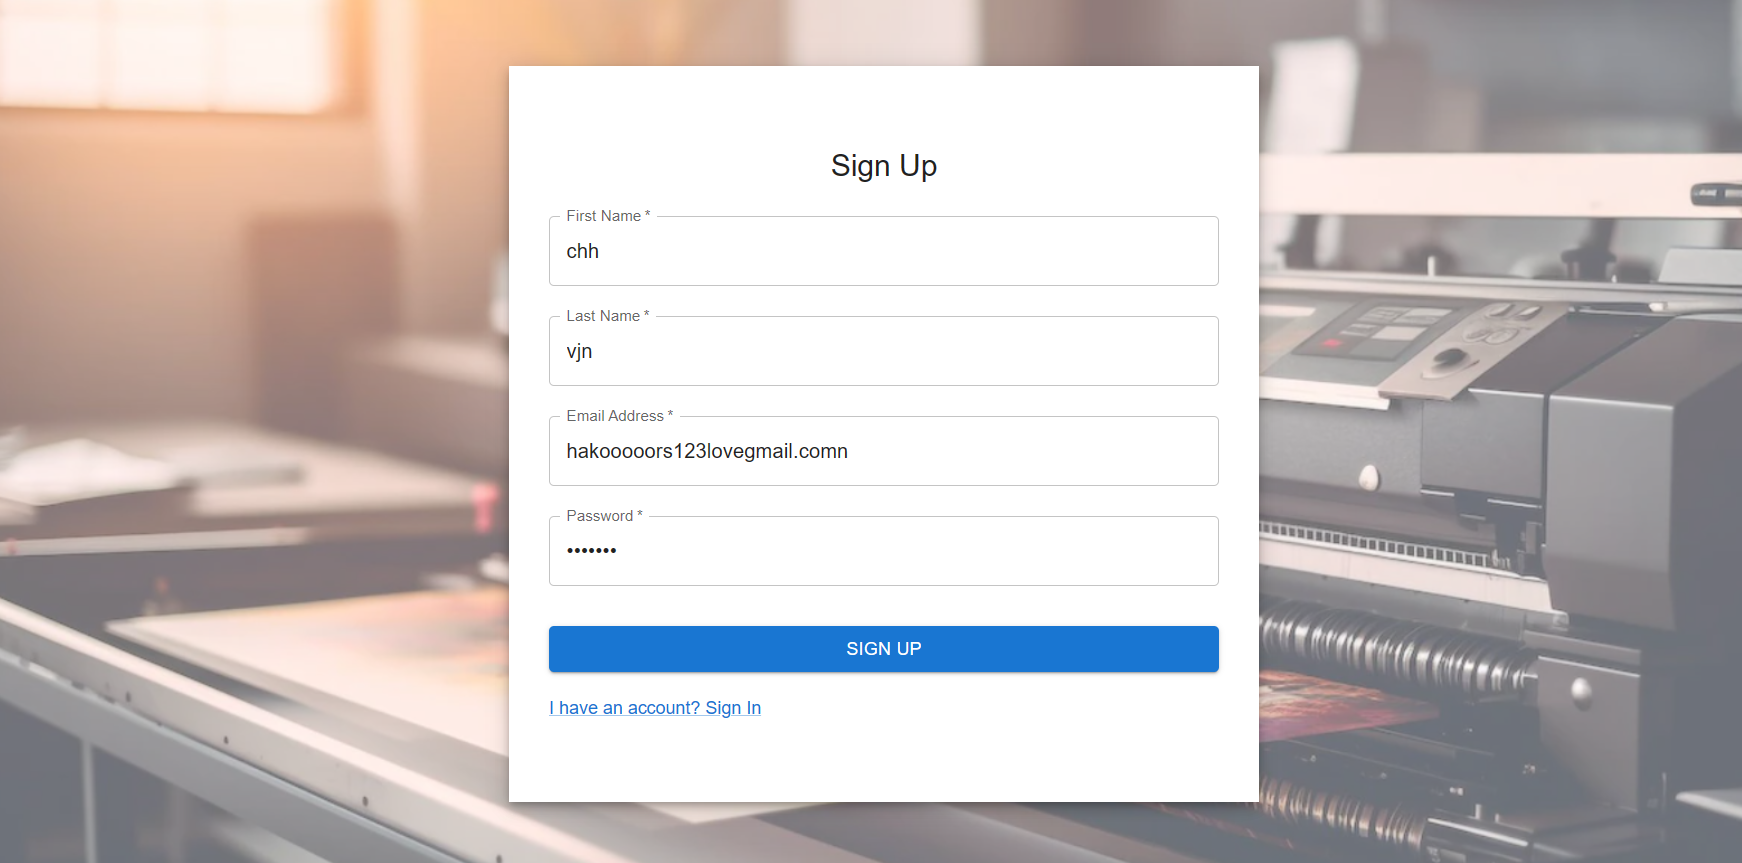 Sign Up
First Name *
chh
Last Name *
vjn
Email Address *
hakooooors123lovegmail.comn
Password *
•••••••
SIGN UP
I have an account? Sign In